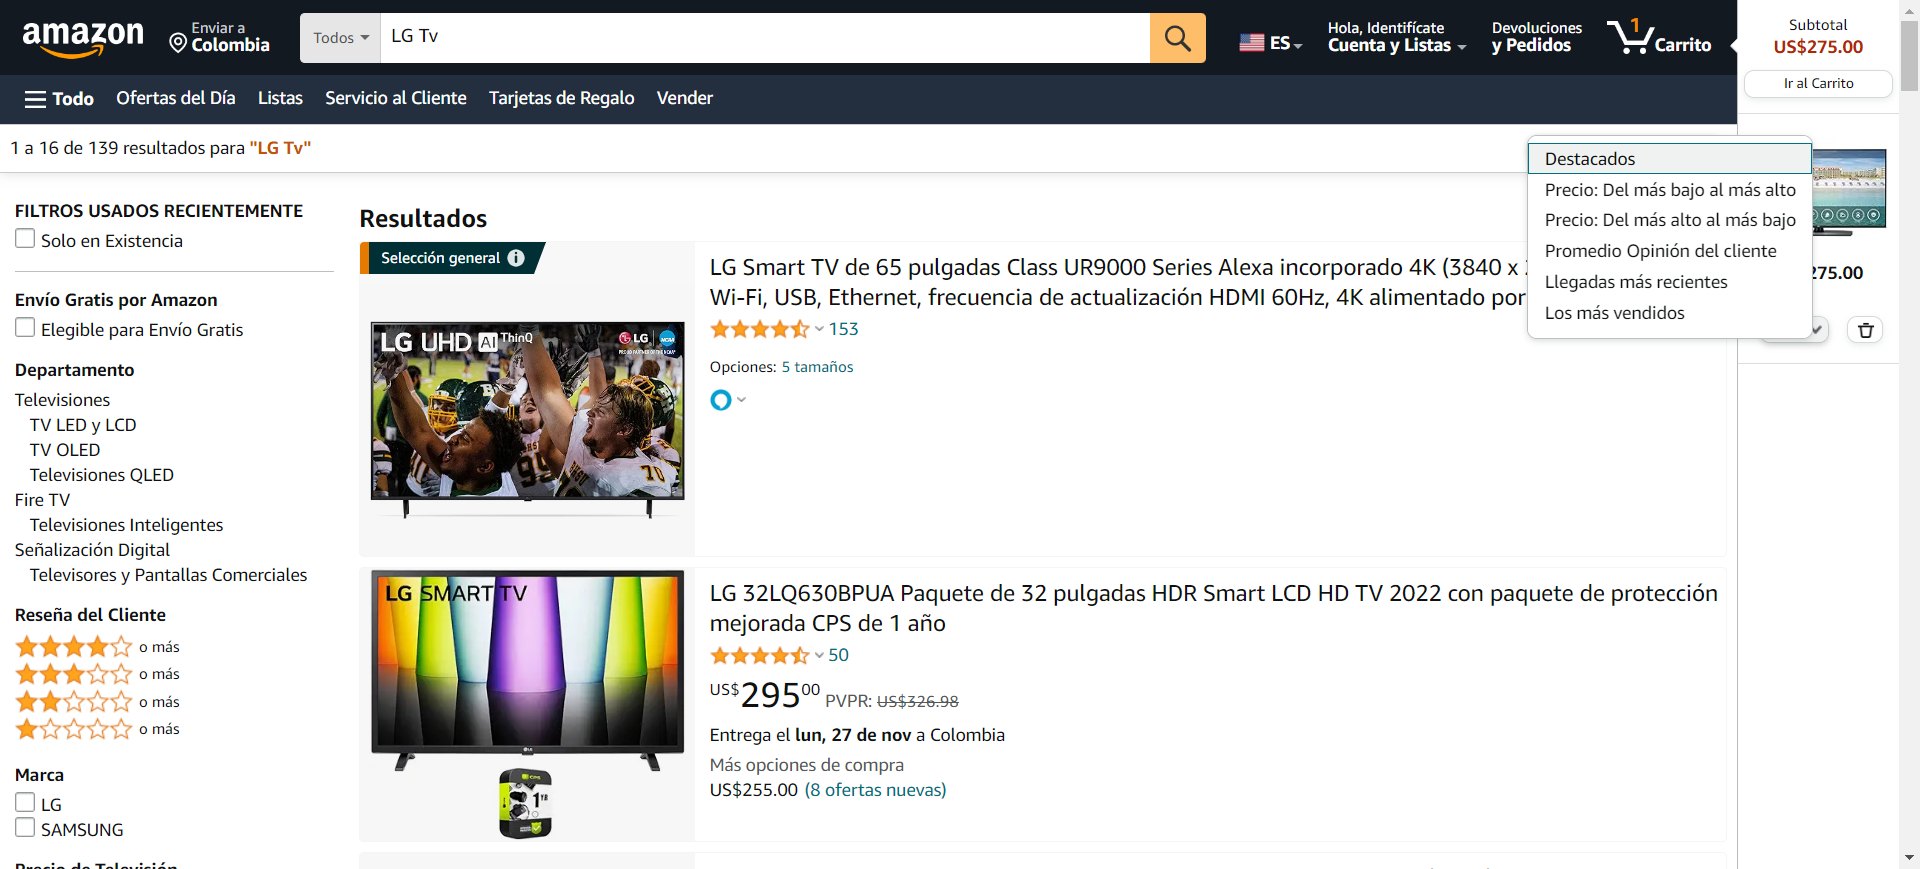 amazon
Enviar a
Colombia
Todos
LG Tv
ES
Hola, Identifícate
Cuenta y Listas
Devoluciones
y Pedidos
1
Carrito
Subtotal
US$275.00
Ir al Carrito
Todo
Ofertas del Día
Listas
Servicio al Cliente
Tarjetas de Regalo
Vender
1 a 16 de 139 resultados para "LG Tv"
Destacados
Precio: Del más bajo al más alto
Precio: Del más alto al más bajo
Promedio Opinión del cliente
Llegadas más recientes
Los más vendidos
275.00
FILTROS USADOS RECIENTEMENTE
Solo en Existencia
Envío Gratis por Amazon
Elegible para Envío Gratis
Departamento
Televisiones
TV LED y LCD
TV OLED
Televisiones QLED
Fire TV
Televisiones Inteligentes
Señalización Digital
Televisores y Pantallas Comerciales
Reseña del Cliente
o más
o más
o más
o más
Marca
LG
SAMSUNG
Precio de Televisión
Resultados
Selección general
LG UHD AI ThinQ
LG
LG Smart TV de 65 pulgadas Class UR9000 Series Alexa incorporado 4K (3840 x
Wi-Fi, USB, Ethernet, frecuencia de actualización HDMI 60Hz, 4K alimentado por
153
Opciones: 5 tamaños
LG SMART TV
1 YR
LG 32LQ630BPUA Paquete de 32 pulgadas HDR Smart LCD HD TV 2022 con paquete de protección
mejorada CPS de 1 año
50
US$295.00 PVPR: US$326.98
Entrega el lun, 27 de nov a Colombia
Más opciones de compra
US$255.00 (8 ofertas nuevas)